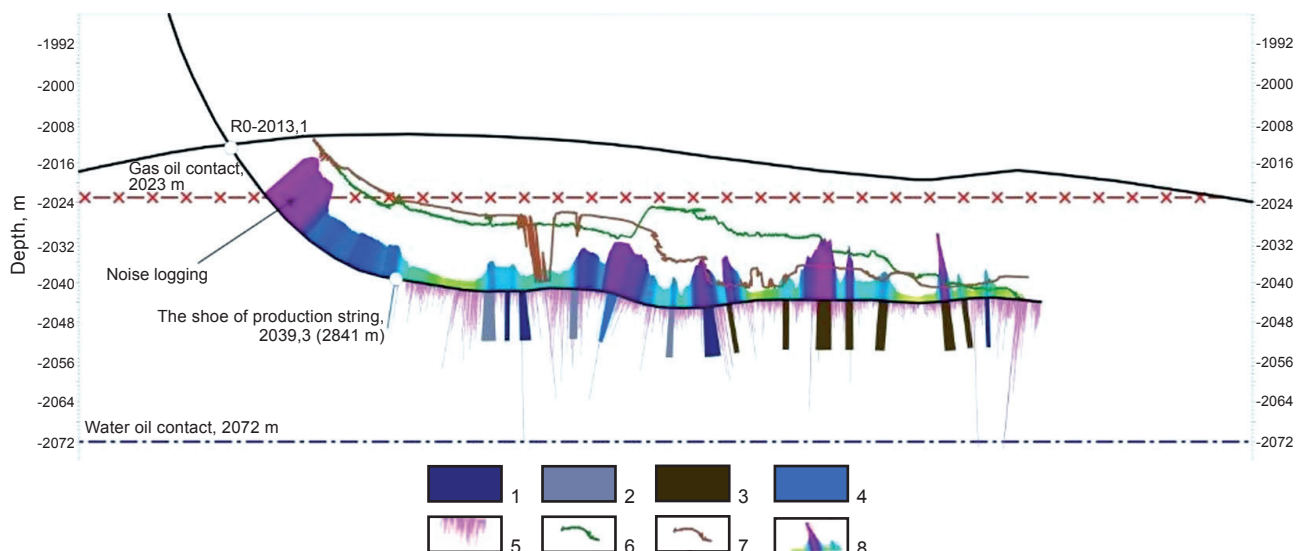 -1992
-2000
-2008
-2016
-2024
-2032
-2040
-2048
-2056
-2064
-2072
Depth, m
R0-2013,1
Gas oil contact,
2023 m
Noise logging
The shoe of production string,
2039,3 (2841 m)
Water oil contact, 2072 m
-1992
-2000
-2008
-2016
-2024
-2032
-2040
-2048
-2056
-2064
-2072
1 2 3 4
5 6 7 8